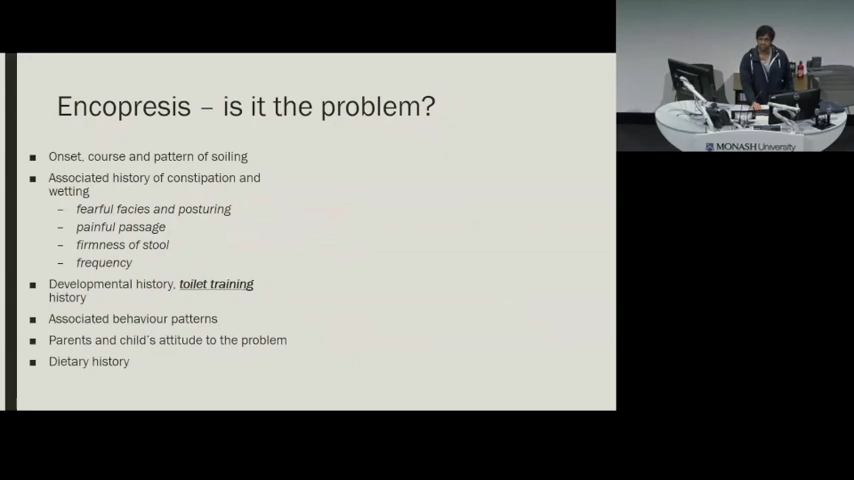 Encopresis – is it the problem?
■ Onset, course and pattern of soiling
■ Associated history of constipation and
wetting
– fearful facies and posturing
– painful passage
– firmness of stool
– frequency
■ Developmental history, toilet training
history
■ Associated behaviour patterns
■ Parents and child's attitude to the problem
■ Dietary history
MONASH University